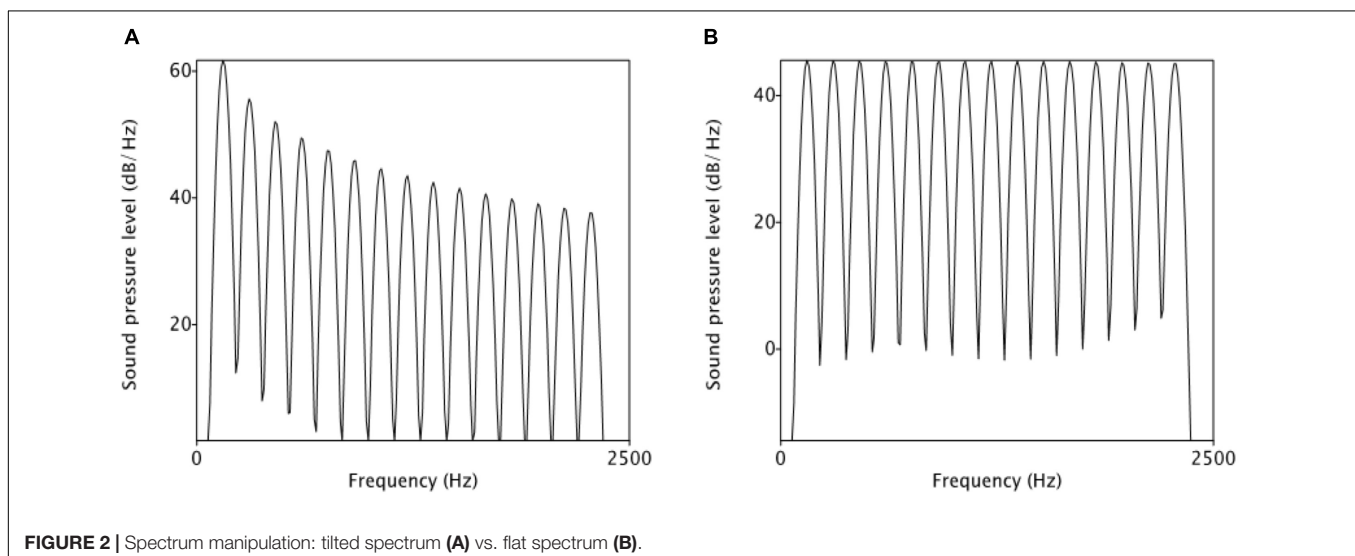 A
60
40
20
0
2500
Sound pressure level (dB/ Hz)
Frequency (Hz)
B
40
20
0
0
2500
Sound pressure level (dB/ Hz)
Frequency (Hz)
FIGURE 2 | Spectrum manipulation: tilted spectrum (A) vs. flat spectrum (B).